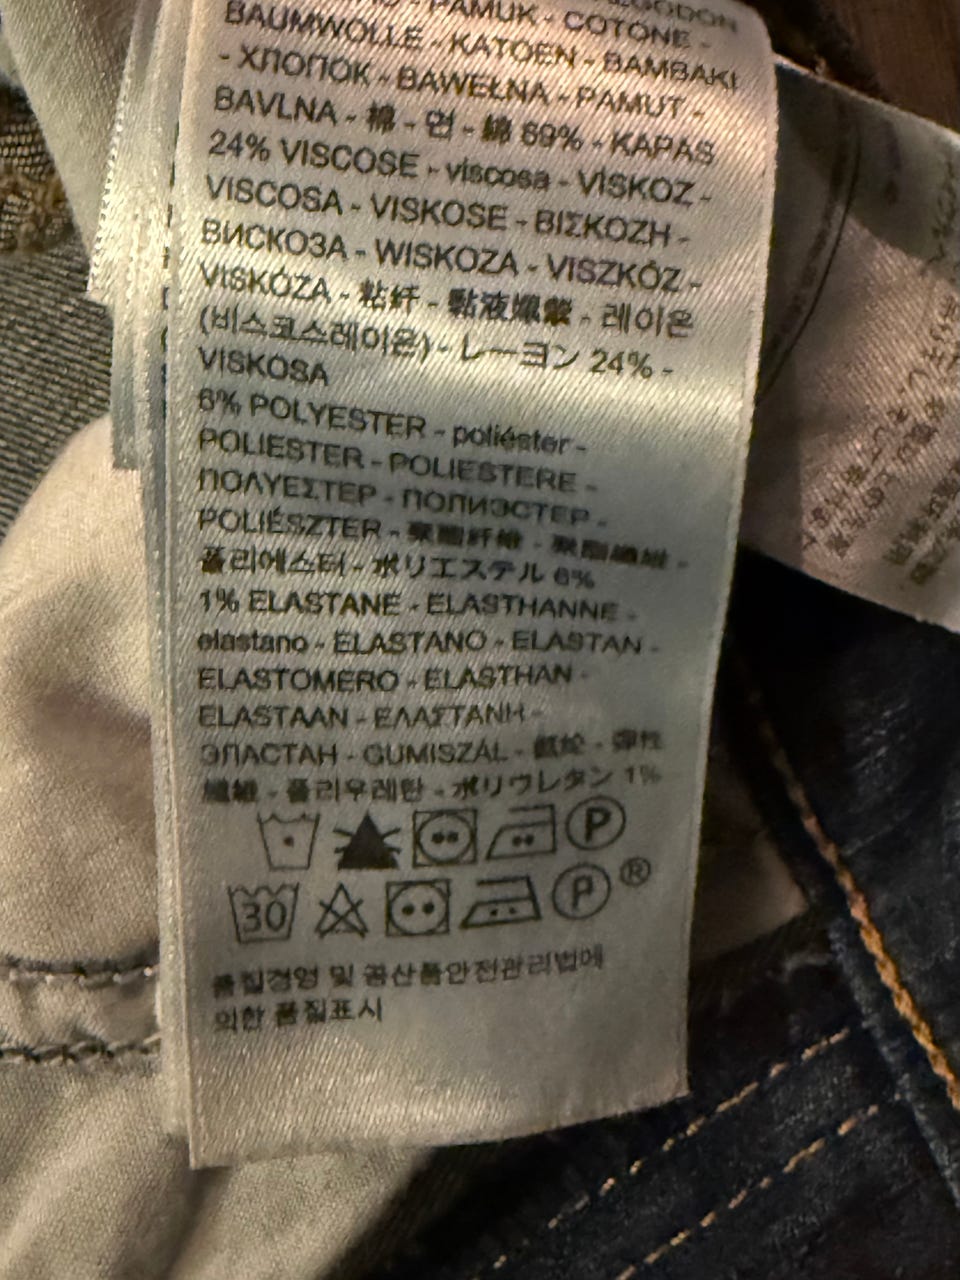 PAMUK - COTONE -
BAUMWOLLE - KATOEN - BAMBAKI
- ХЛОПОК - BAWEŁNA - PAMUT -
BAVLNA - 棉 - 면 - 綿 69% - KAPAS
24% VISCOSE - viscosa - VİSKOZ -
VISCOSA - VISKOSE - ΒΙΣΚΟΖΗ -
ВИСКОЗА - WISKOZA - VISZKÓZ -
VISKÓZA - 粘纤 - 黏液孅縈 - 레이온
(비스코스레이온) - レーヨン 24% -
VISKOSA
6% POLYESTER - poliéster -
POLIESTER - POLIESTERE -
ΠΟΛΥΕΣΤΕΡ - ПОЛИЭСТЕР -
POLIÉSZTER - 聚酯纤维 - 聚酯纖維 -
폴리에스터 - ポリエステル 6%
1% ELASTANE - ELASTHANNE -
elastano - ELASTANO - ELASTAN -
ELASTOMERO - ELASTHAN -
ELASTAAN - ΕΛΑΣΤΑΝΗ -
ЭЛАСТАН - GUMISZÁL - 氨纶 - 彈性
纖維 - 폴리우레탄 - ポリウレタン 1%
P
30 P ®
품질경영 및 공산품안전관리법에
의한 품질표시